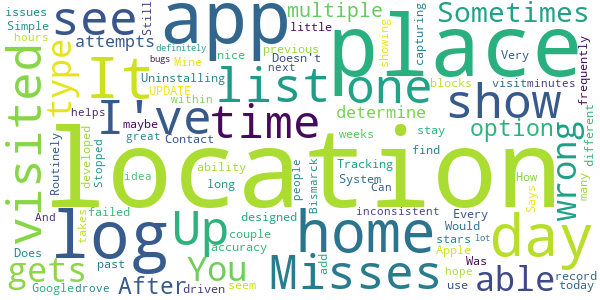 Simple issues see app place Sometimes
Still multiple little showing capturing
hours type attempts nice previous Doesn't bugs Mine
definitely UPDATE Very next frequently
visited It I've list one show blocks visitminutes
Uninstalling within
helps maybe time determine option wrong
Routinely developed great Contact weeks stay
Stopped idea ability find many different
location
Tracking How
people Bismarck System Can Says
log Up home day
And failed long designed inconsistent Every
Does takes couple Would
past gets You accuracy stars lot
Misses Apple Was able
Googledrove After driven seem add hope use record today